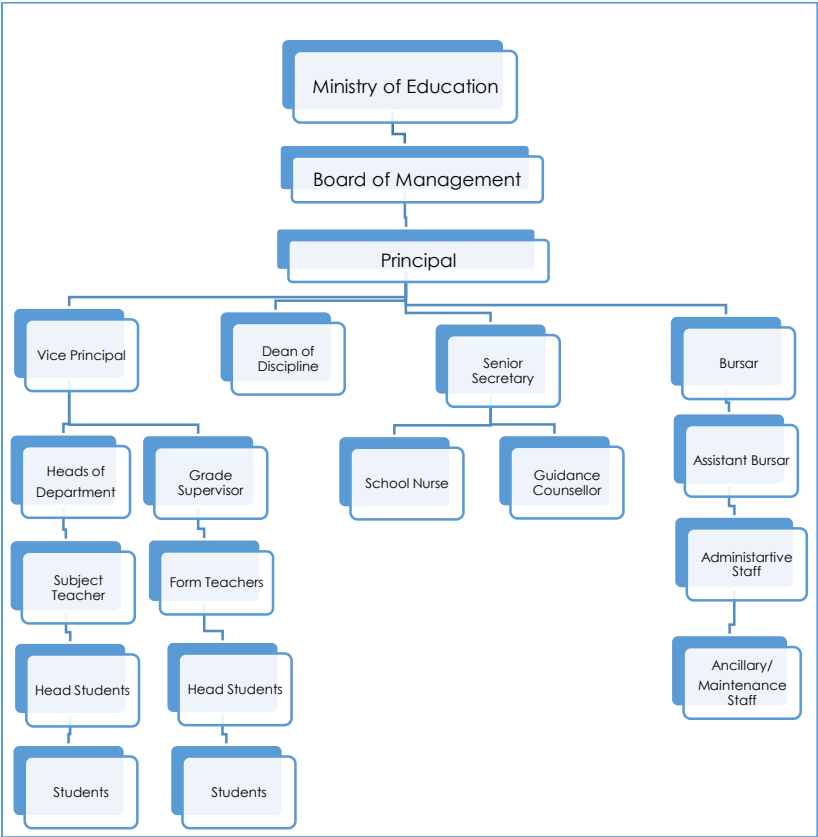 Ministry of Education
Board of Management
Principal
Vice Principal
Dean of
Discipline
Senior
Secretary
Bursar
Heads of
Department
Grade
Supervisor
School Nurse
Guidance
Counsellor
Assistant Bursar
Subject
Teacher
Form Teachers
Administartive
Staff
Head Students
Head Students
Ancillary/
Maintenance
Staff
Students
Students